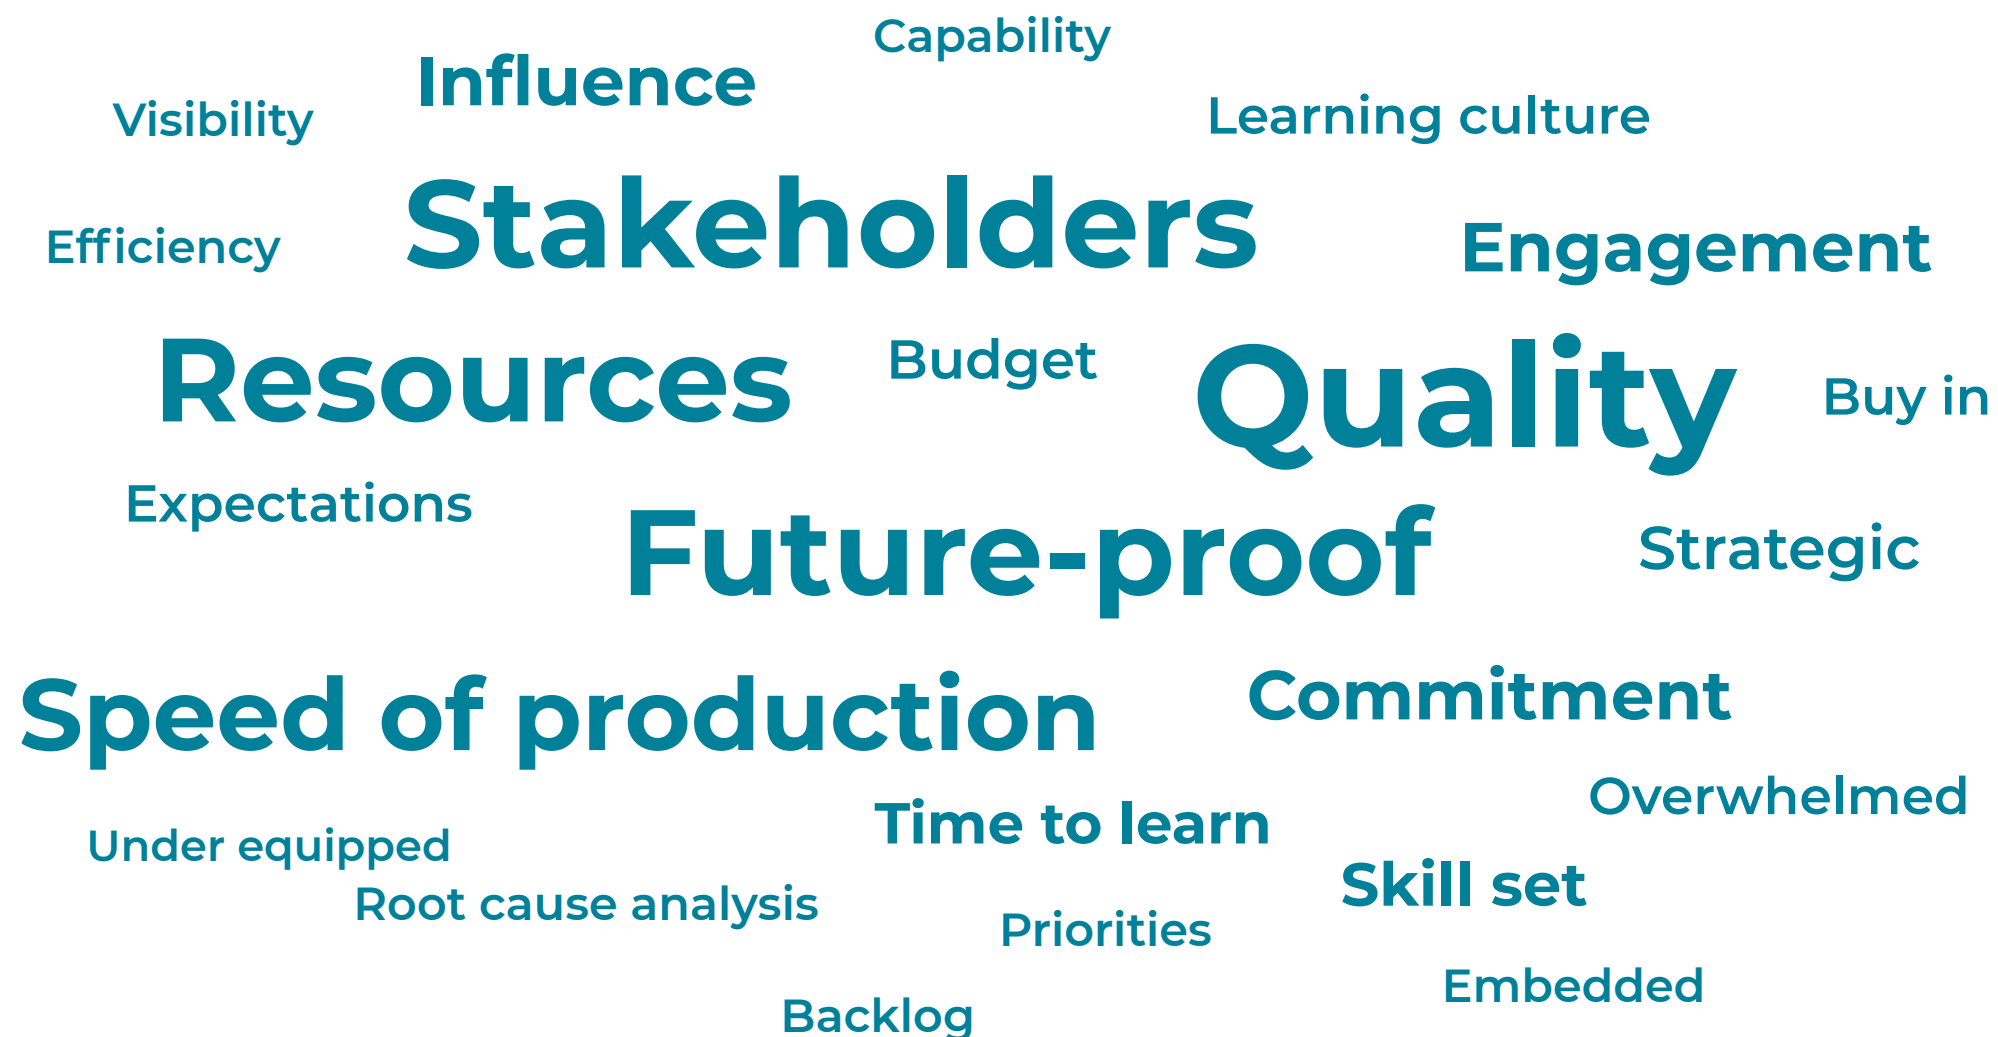 Capability
Influence
Visibility
Learning culture
Stakeholders
Efficiency
Engagement
Resources
Budget
Quality
Buy in
Expectations
Future-proof
Strategic
Speed of production
Commitment
Time to learn
Overwhelmed
Under equipped
Skill set
Root cause analysis
Priorities
Embedded
Backlog